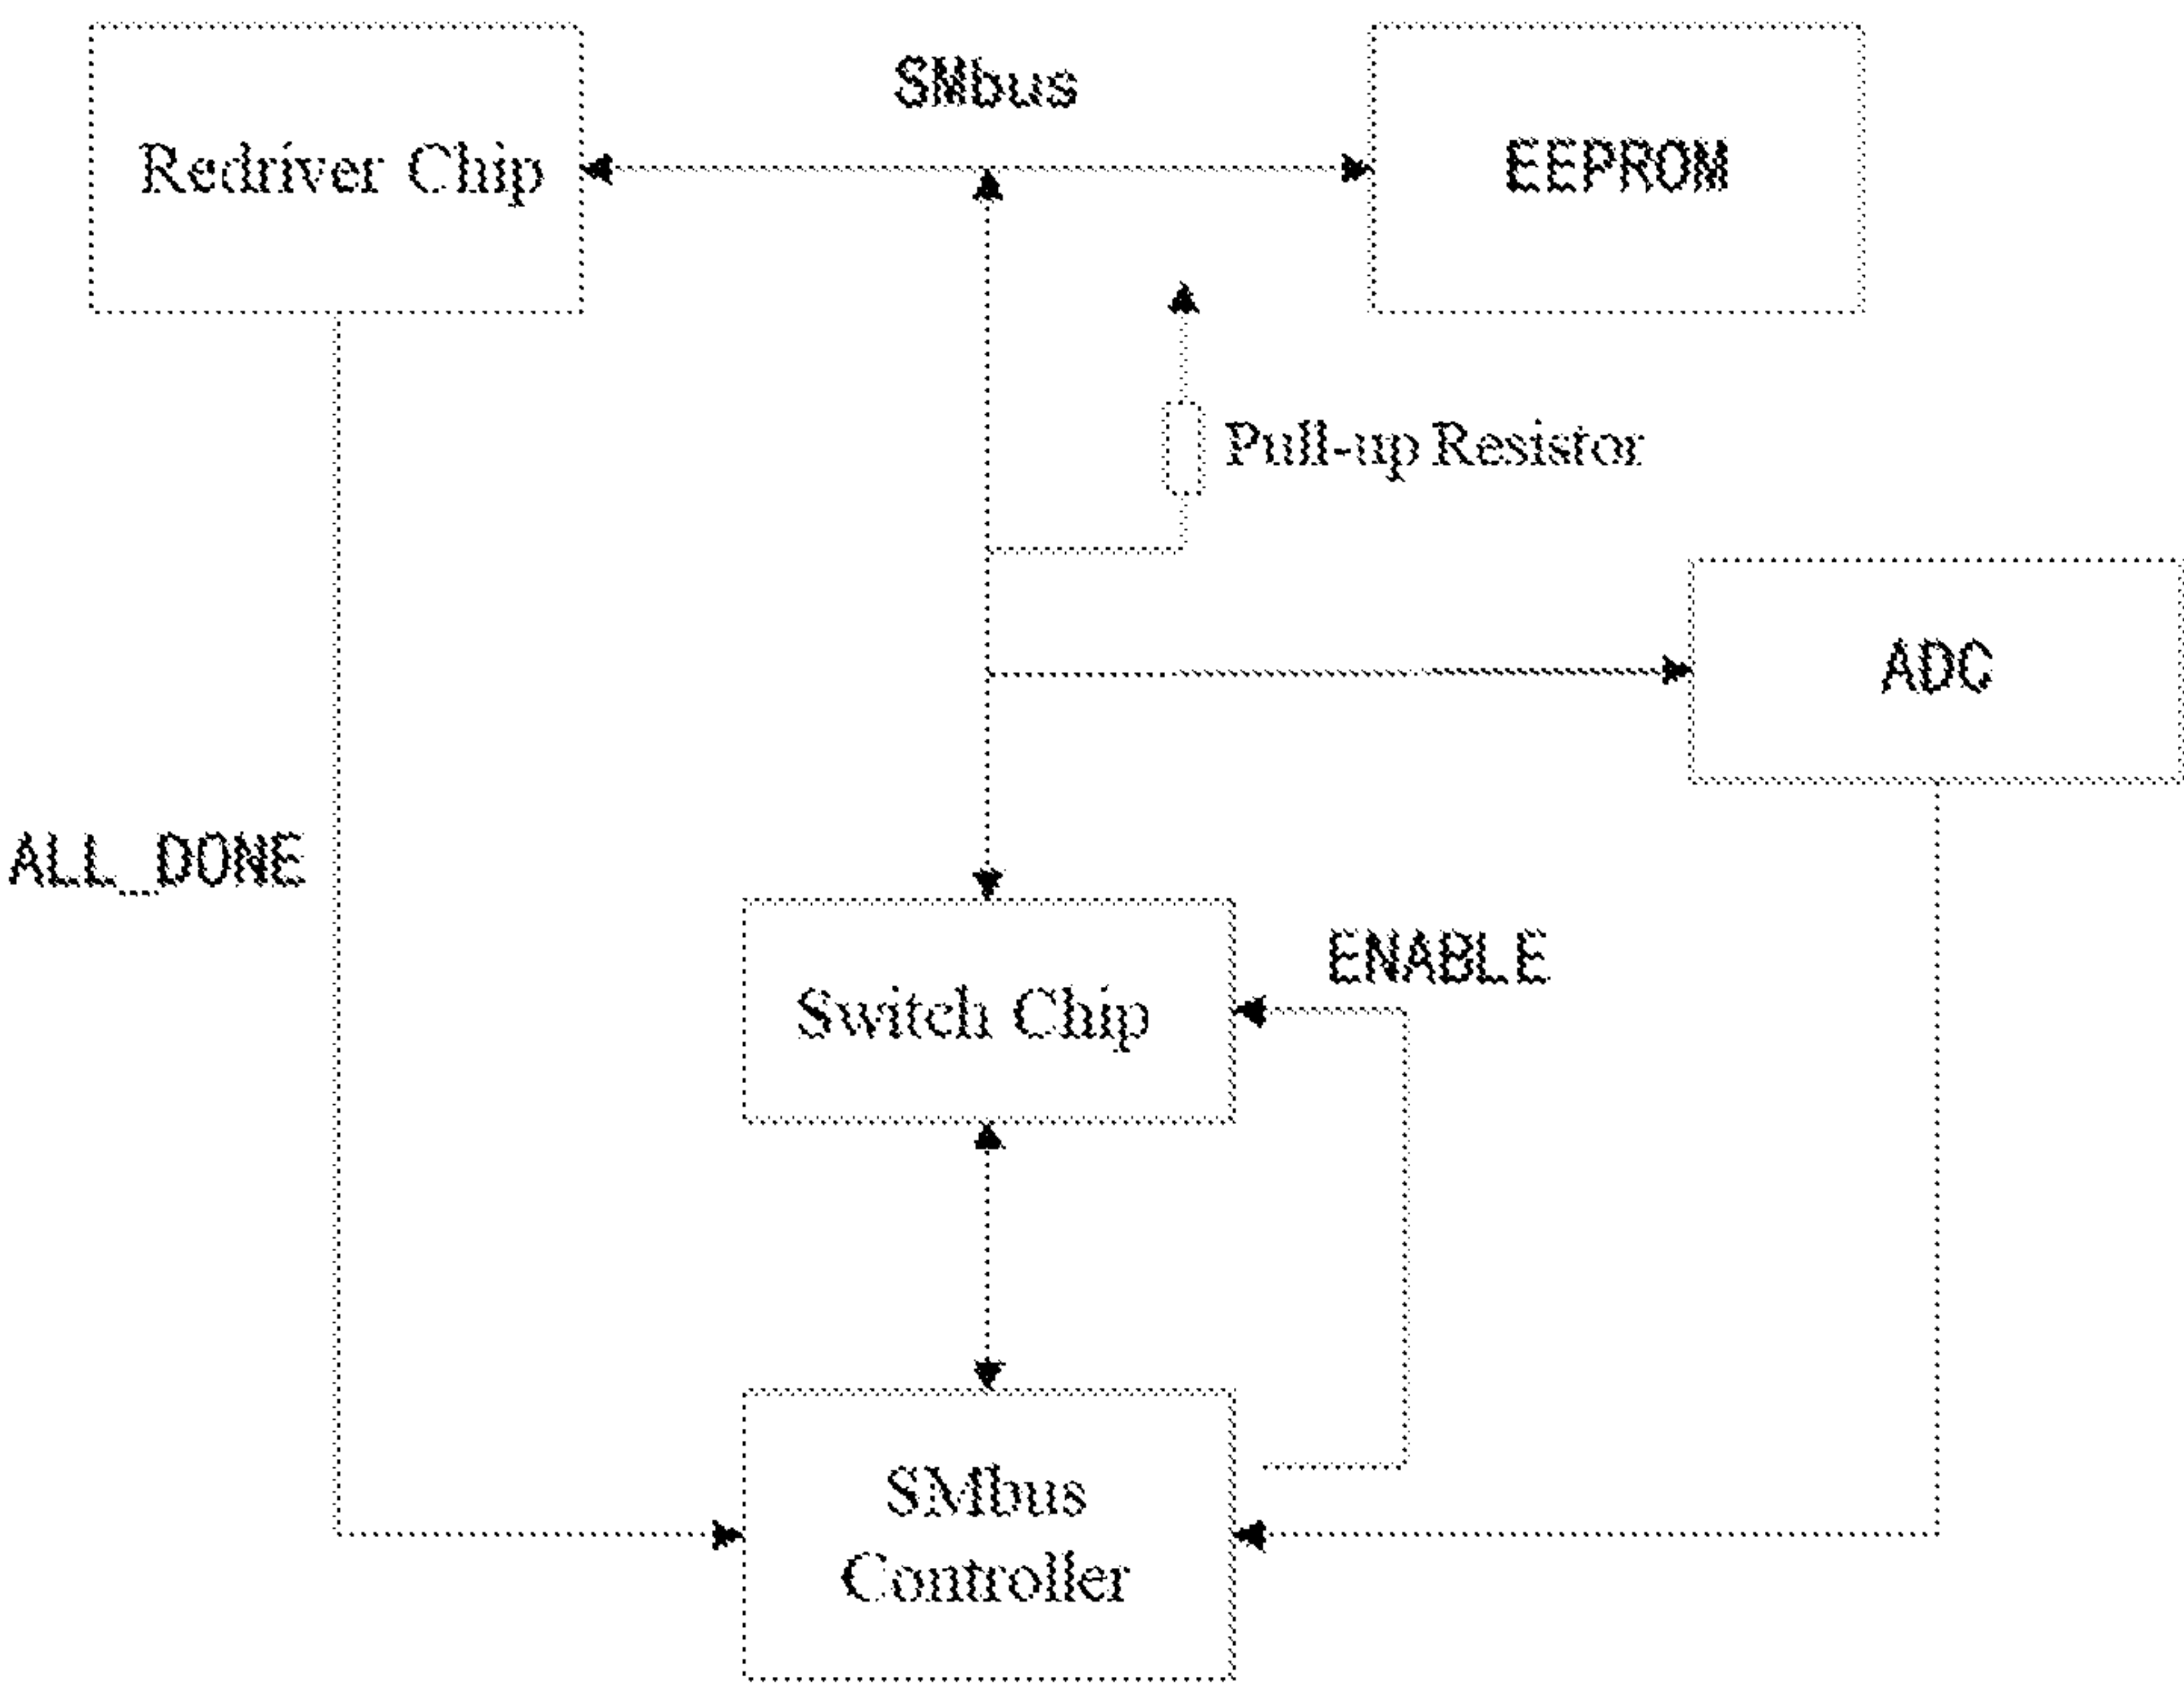 SMbus
Redriver Chip
EEPROM
Pull-up Resistor
ADC
ALL_DONE
ENABLE
Switch Chip
SMbus
Controller